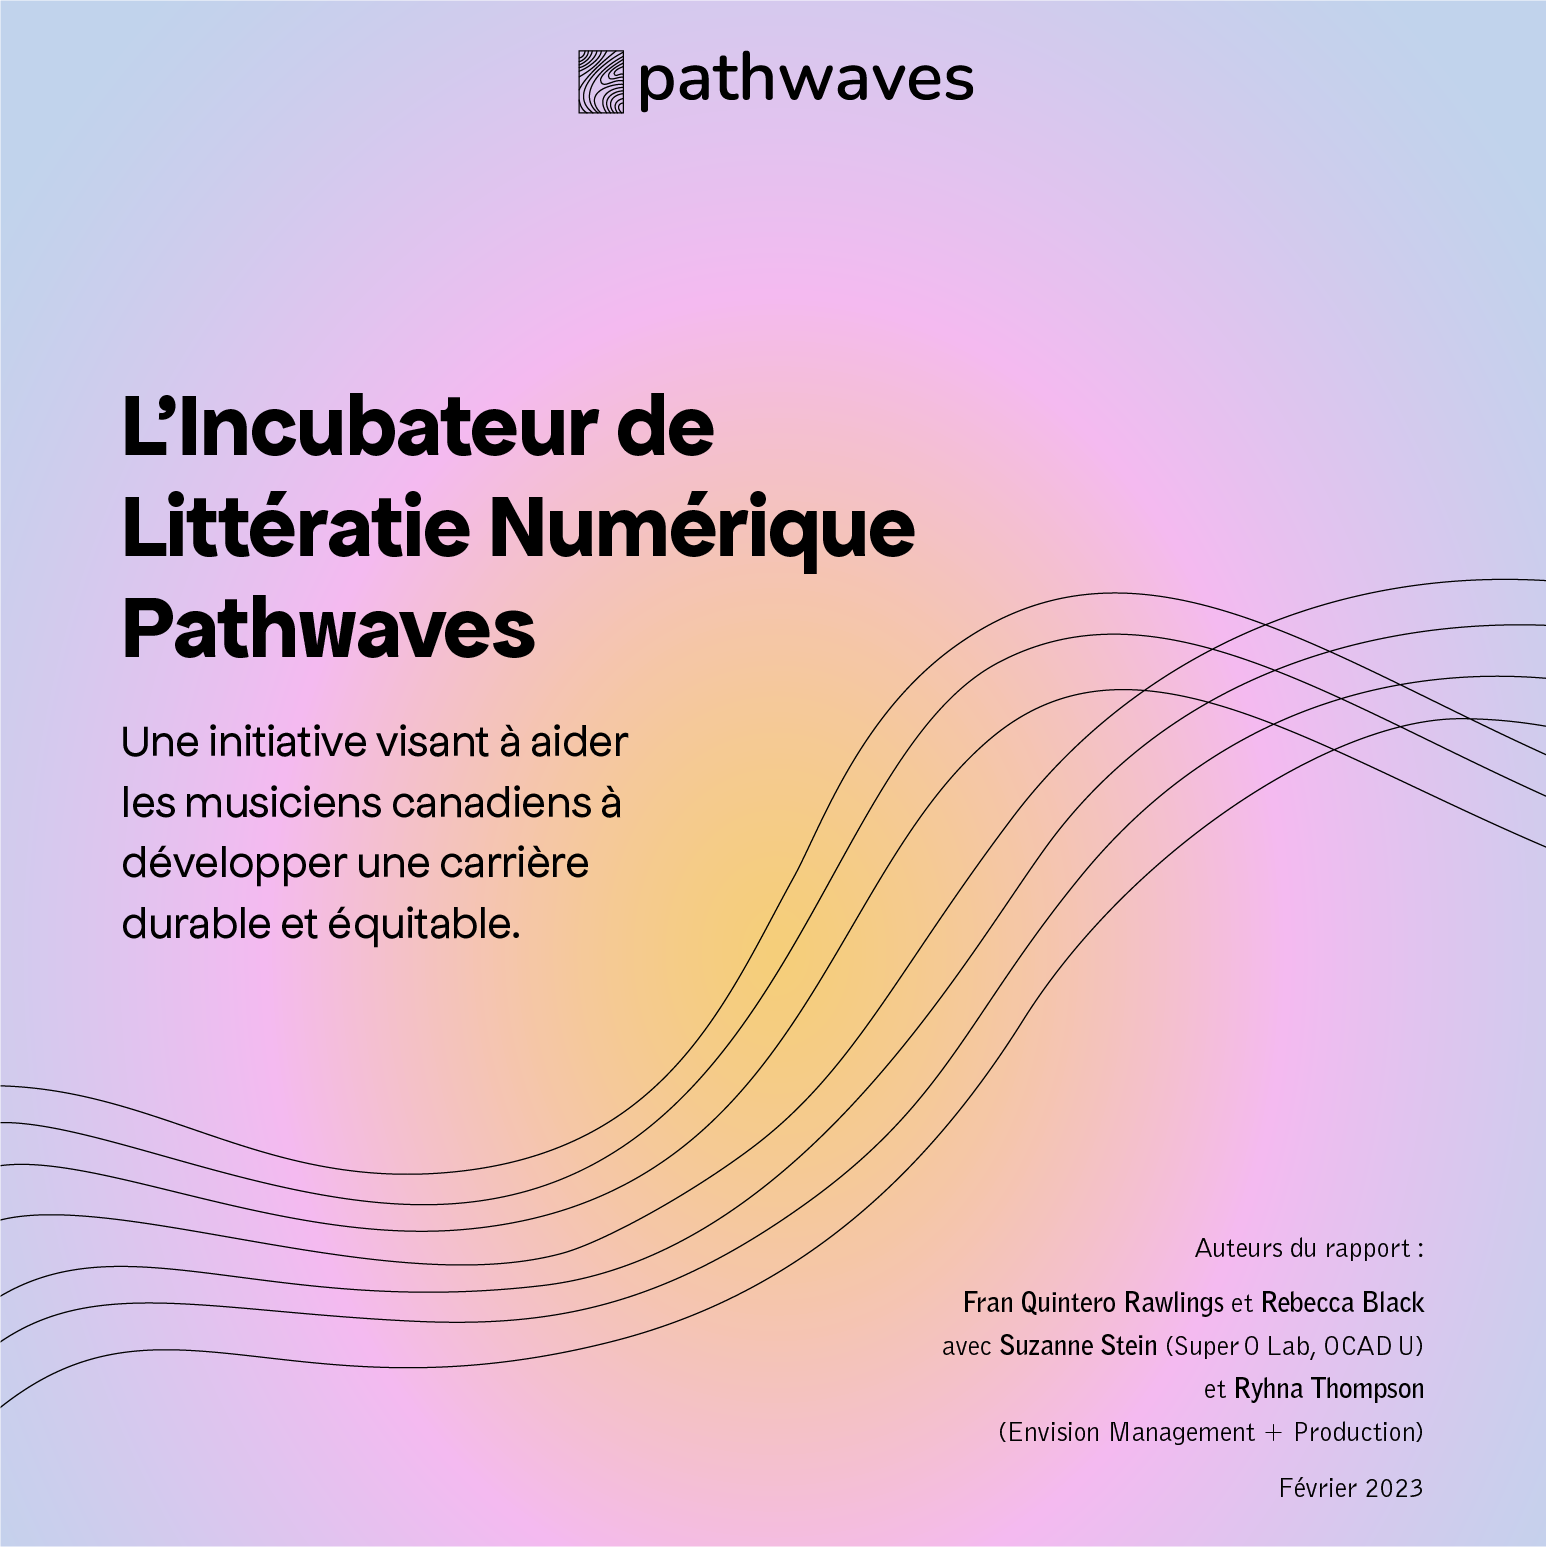 pathwaves
L’Incubateur de
Littératie Numérique
Pathwaves
Une initiative visant à aider
les musiciens canadiens à
développer une carrière
durable et équitable.
Auteurs du rapport :
Fran Quintero Rawlings et Rebecca Black
avec Suzanne Stein (Super O Lab, OCAD U)
et Ryhna Thompson
(Envision Management + Production)
Février 2023